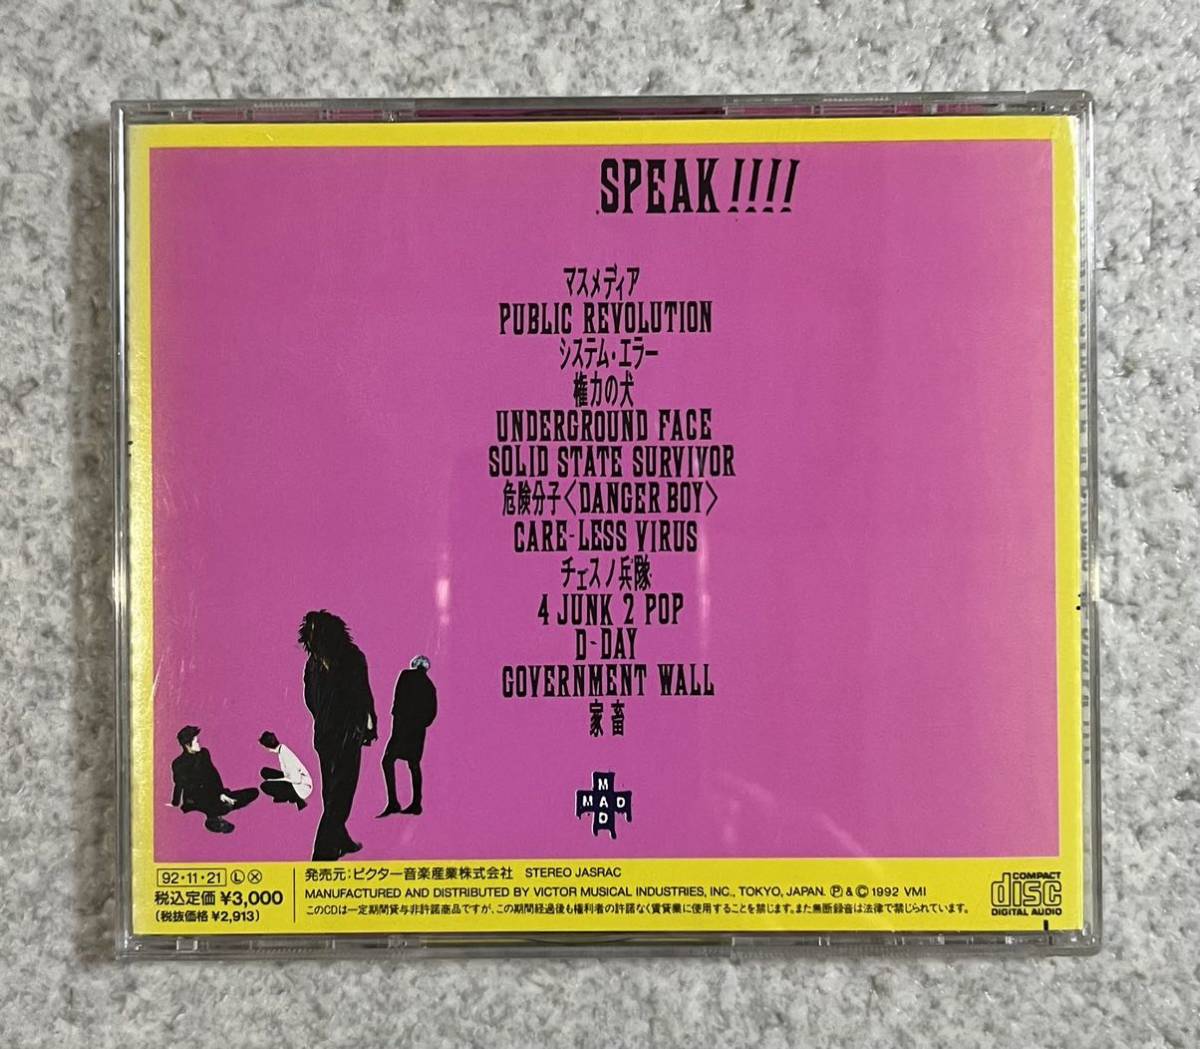 SPEAK!!!!
マスメディア
PUBLIC REVOLUTION
システム・エラー
権力の犬
UNDERGROUND FACE
SOLID STATE SURVIVOR
危険分子〈DANGER BOY〉
CARE-LESS VIRUS
チェスノ兵隊
4 JUNK 2 POP
D-DAY
GOVERNMENT WALL
家畜
M
MAD
D
92・11・21 Ⓛ Ⓧ
税込定価 ¥3,000
(税抜価格 ¥2,913)
発売元:ビクター音楽産業株式会社 STEREO JASRAC
MANUFACTURED AND DISTRIBUTED BY VICTOR MUSICAL INDUSTRIES, INC., TOKYO, JAPAN. Ⓟ & Ⓒ 1992 VMI
このCDは一定期間貸与非許諾商品ですが、この期間経過後も権利者の許諾なく賃貸業に使用することを禁じます。また無断録音は法律で禁じられています。
COMPACT
disc
DIGITAL AUDIO